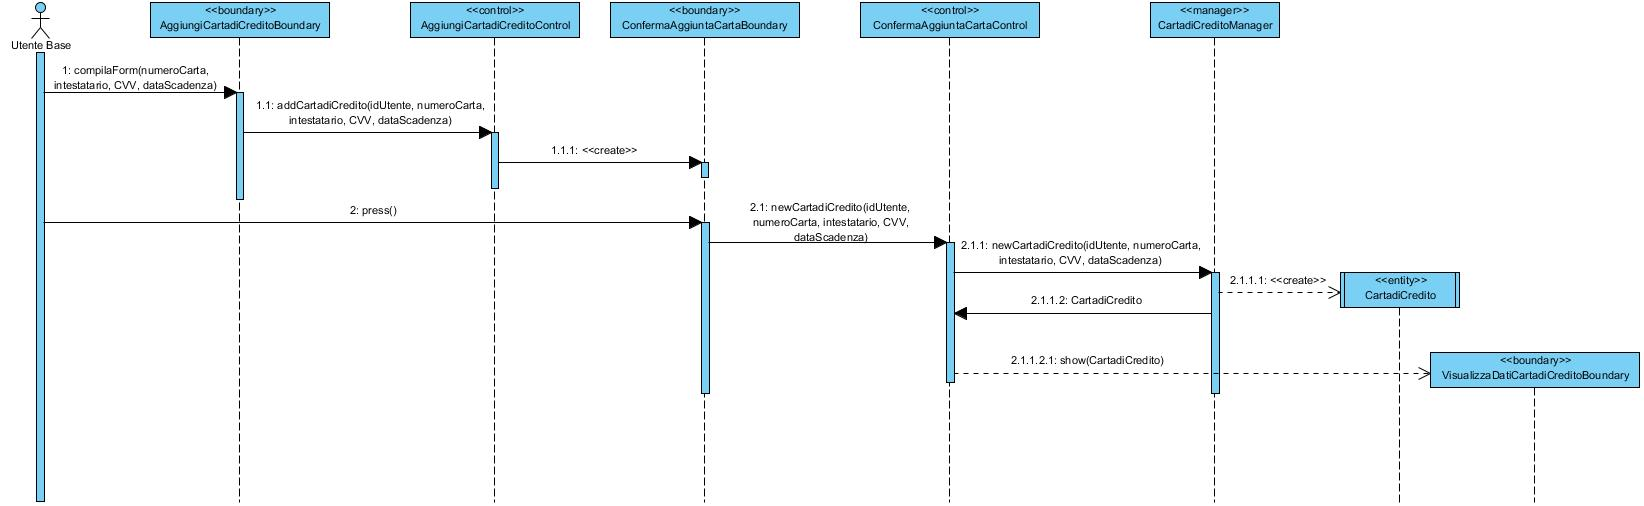 Utente Base
<<boundary>>
AggiungiCartadiCreditoBoundary
<<control>>
AggiungiCartadiCreditoControl
<<boundary>>
ConfermaAggiuntaCartaBoundary
<<control>>
ConfermaAggiuntaCartaControl
<<manager>>
CartadiCreditoManager
1: compilaForm(numeroCarta,
intestatario, CVV, dataScadenza)
1.1: addCartadiCredito(idUtente, numeroCarta,
intestatario, CVV, dataScadenza)
1.1.1: <<create>>
2: press()
2.1: newCartadiCredito(idUtente,
numeroCarta, intestatario, CVV,
dataScadenza)
2.1.1: newCartadiCredito(idUtente, numeroCarta,
intestatario, CVV, dataScadenza)
2.1.1.1: <<create>>
<<entity>>
CartadiCredito
2.1.1.2: CartadiCredito
2.1.1.2.1: show(CartadiCredito)
<<boundary>>
VisualizzaDatiCartadiCreditoBoundary